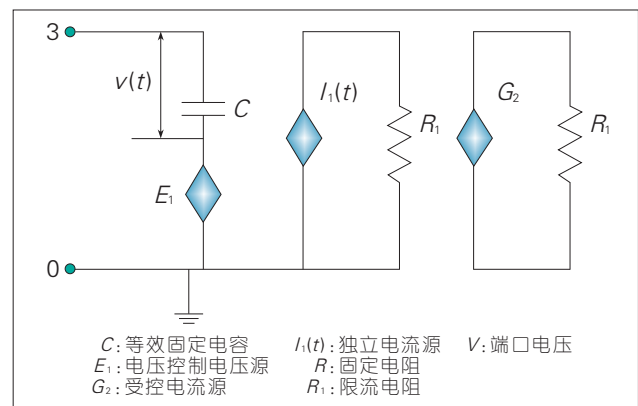 3
v(t)
C
I₁(t)
G₂
R₁
R₁
E₁
0
C:等效固定电容 I₁(t):独立电流源 V:端口电压
E₁:电压控制电压源 R:固定电阻
G₂:受控电流源 R₁:限流电阻